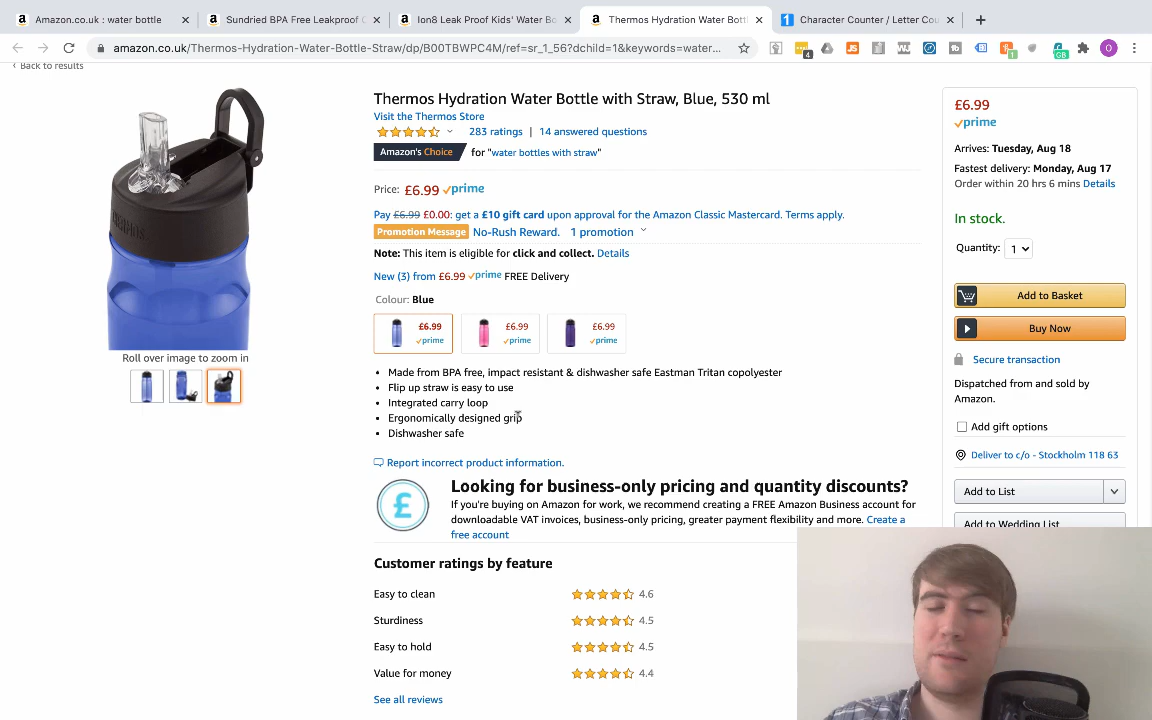 Amazon.co.uk : water bottle
Sundried BPA Free Leakproof
Ion8 Leak Proof Kids' Water Bo
Thermos Hydration Water Bottl
Character Counter / Letter Cou
amazon.co.uk/Thermos-Hydration-Water-Bottle-Straw/dp/B00TBWPC4M/ref=sr_1_56?dchild=1&keywords=water...
‹ Back to results
Thermos Hydration Water Bottle with Straw, Blue, 530 ml
Visit the Thermos Store
283 ratings | 14 answered questions
Amazon's Choice for "water bottles with straw"
Price: £6.99 prime
Pay £6.99 £0.00: get a £10 gift card upon approval for the Amazon Classic Mastercard. Terms apply.
Promotion Message No-Rush Reward. 1 promotion
Note: This item is eligible for click and collect. Details
New (3) from £6.99 prime FREE Delivery
Colour: Blue
£6.99 £6.99 £6.99
prime prime prime
• Made from BPA free, impact resistant & dishwasher safe Eastman Tritan copolyester
• Flip up straw is easy to use
• Integrated carry loop
• Ergonomically designed grip
• Dishwasher safe
Report incorrect product information.
Looking for business-only pricing and quantity discounts?
If you're buying on Amazon for work, we recommend creating a FREE Amazon Business account for
downloadable VAT invoices, business-only pricing, greater payment flexibility and more. Create a
free account
Customer ratings by feature
Easy to clean 4.6
Sturdiness 4.5
Easy to hold 4.5
Value for money 4.4
See all reviews
THERMOS
Roll over image to zoom in
£6.99
prime
Arrives: Tuesday, Aug 18
Fastest delivery: Monday, Aug 17
Order within 20 hrs 6 mins Details
In stock.
Quantity: 1
Add to Basket
Buy Now
Secure transaction
Dispatched from and sold by
Amazon.
Add gift options
Deliver to c/o - Stockholm 118 63
Add to List
Add to Wedding List